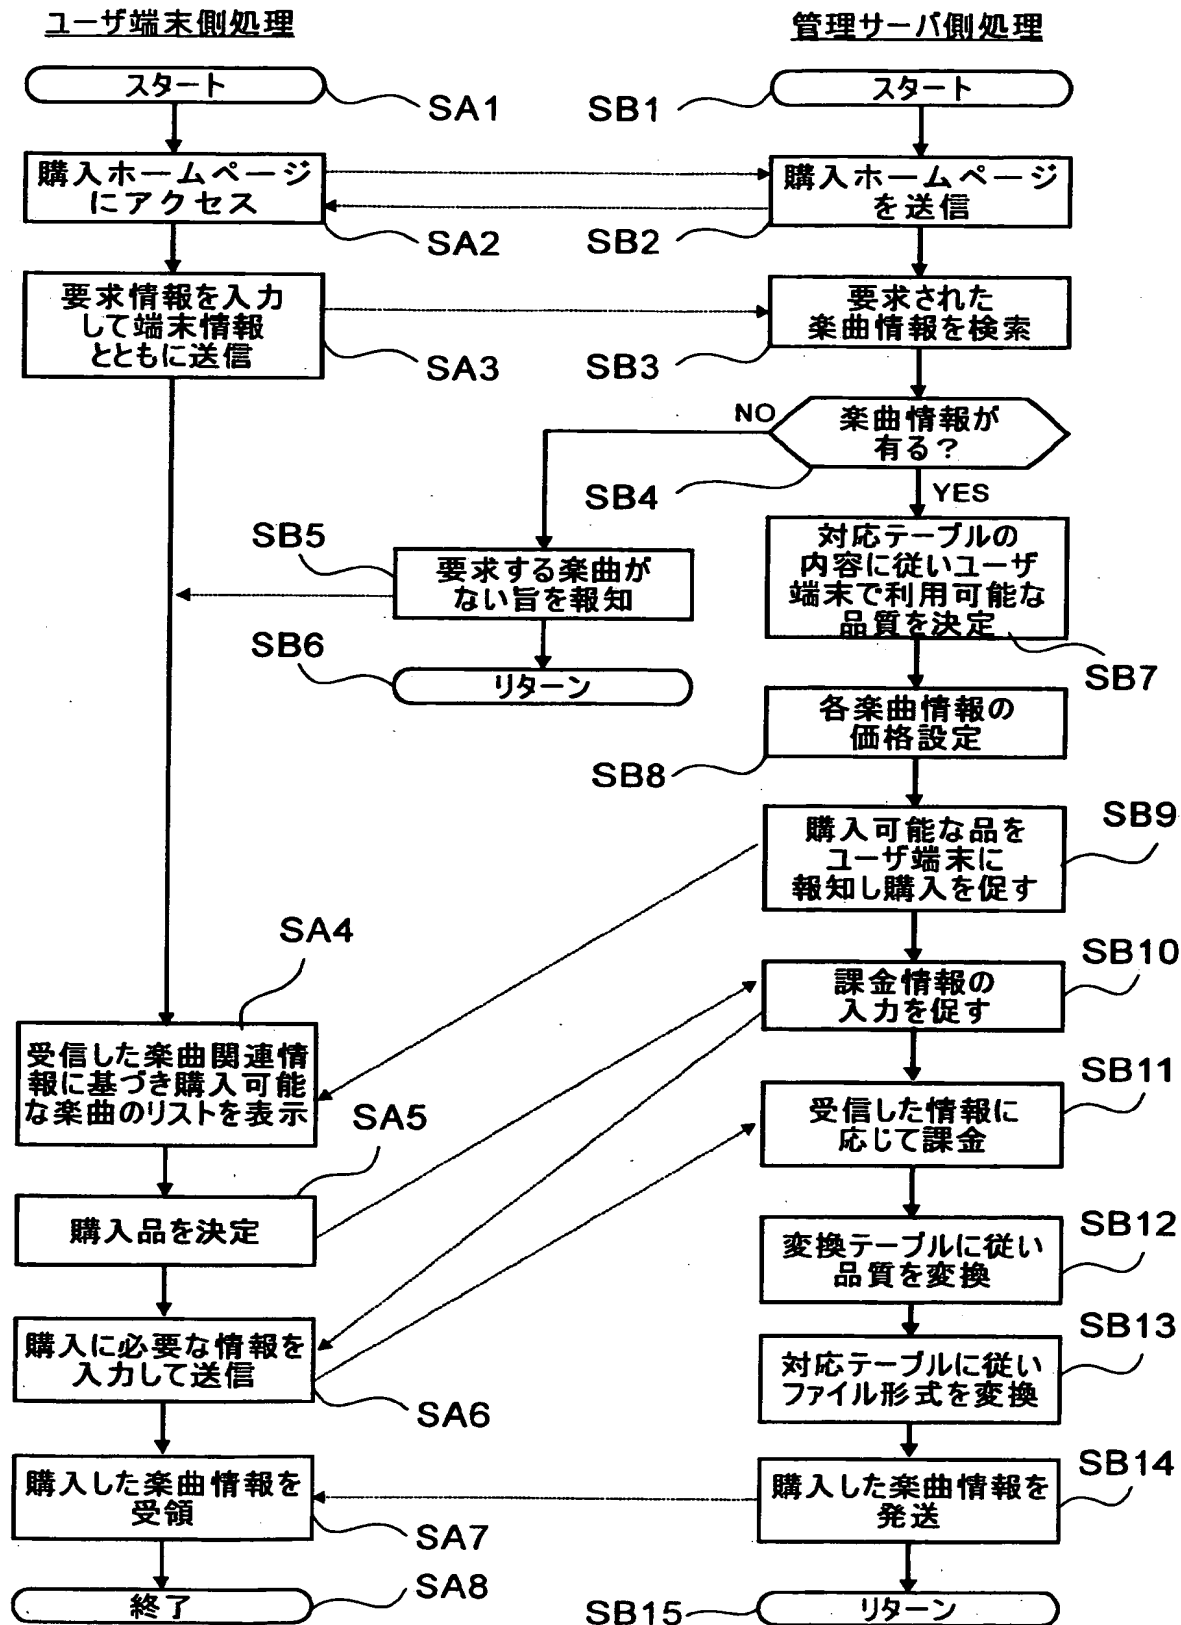 ユーザ端末側処理
管理サーバ側処理
スタート
SA1
SB1
スタート
購入ホームページ
にアクセス
SA2
SB2
購入ホームページ
を送信
要求情報を入力
して端末情報
とともに送信
SA3
SB3
要求された
楽曲情報を検索
NO
楽曲情報が
有る?
SB4
YES
SB5
要求する楽曲が
ない旨を報知
SB6
リターン
対応テーブルの
内容に従いユーザ
端末で利用可能な
品質を決定
SB7
各楽曲情報の
価格設定
SB8
購入可能な品を
ユーザ端末に
報知し購入を促す
SB9
SA4
課金情報の
入力を促す
SB10
受信した楽曲関連情
報に基づき購入可能
な楽曲のリストを表示
SA5
受信した情報に
応じて課金
SB11
購入品を決定
変換テーブルに従い
品質を変換
SB12
購入に必要な情報を
入力して送信
SA6
対応テーブルに従い
ファイル形式を変換
SB13
購入した楽曲情報を
受領
SA7
購入した楽曲情報を
発送
SB14
終了
SA8
SB15
リターン